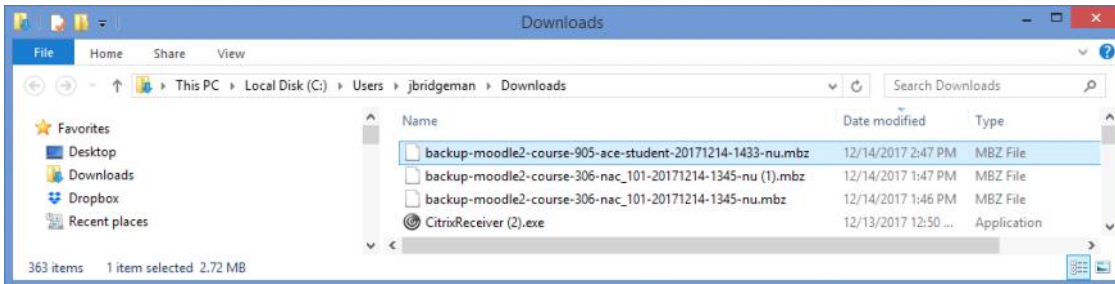 Downloads
File Home Share View
This PC Local Disk (C:) Users jbridgeman Downloads Search Downloads
Favorites
Desktop
Downloads
Dropbox
Recent places
Name Date modified Type
backup-moodle2-course-905-ace-student-20171214-1433-nu.mbz 12/14/2017 2:47 PM MBZ File
backup-moodle2-course-306-nac_101-20171214-1345-nu (1).mbz 12/14/2017 1:47 PM MBZ File
backup-moodle2-course-306-nac_101-20171214-1345-nu.mbz 12/14/2017 1:46 PM MBZ File
CitrixReceiver (2).exe 12/13/2017 12:50 ... Application
363 items 1 item selected 2.72 MB